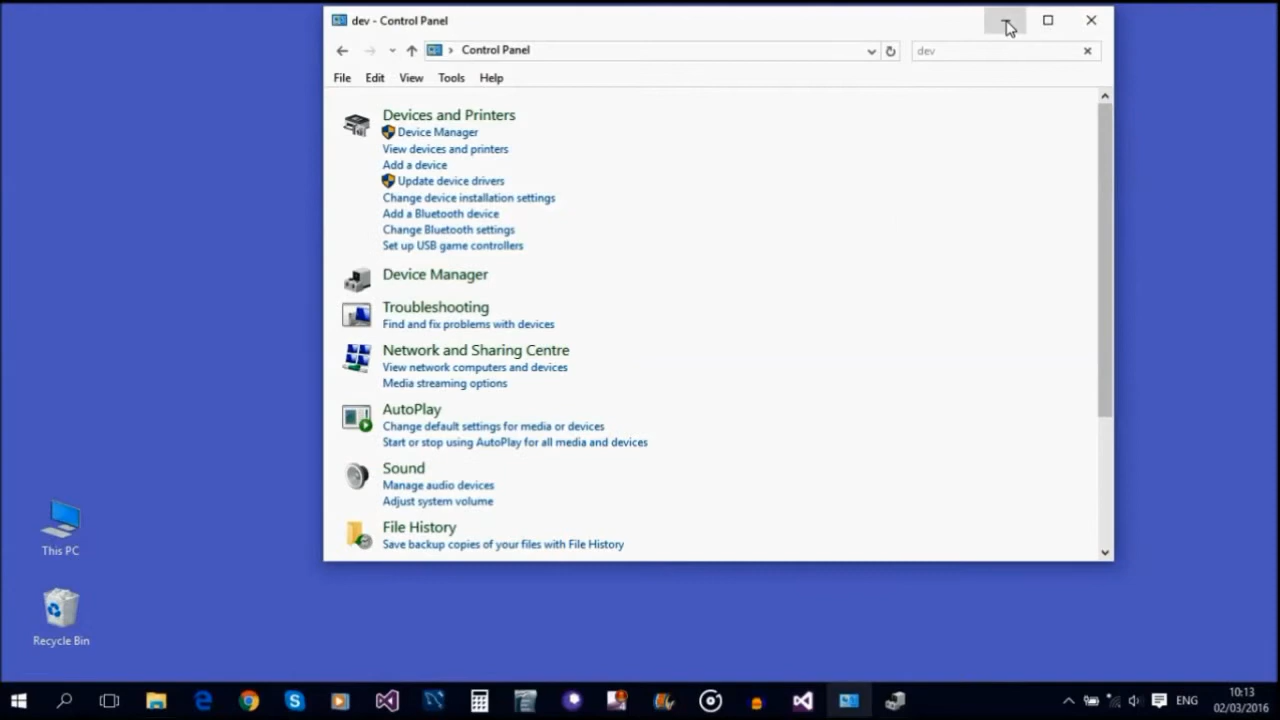 dev - Control Panel
Control Panel
dev
File Edit View Tools Help
Devices and Printers
Device Manager
View devices and printers
Add a device
Update device drivers
Change device installation settings
Add a Bluetooth device
Change Bluetooth settings
Set up USB game controllers
Device Manager
Troubleshooting
Find and fix problems with devices
Network and Sharing Centre
View network computers and devices
Media streaming options
AutoPlay
Change default settings for media or devices
Start or stop using AutoPlay for all media and devices
Sound
Manage audio devices
Adjust system volume
File History
Save backup copies of your files with File History
This PC
Recycle Bin
ENG
10:13
02/03/2016